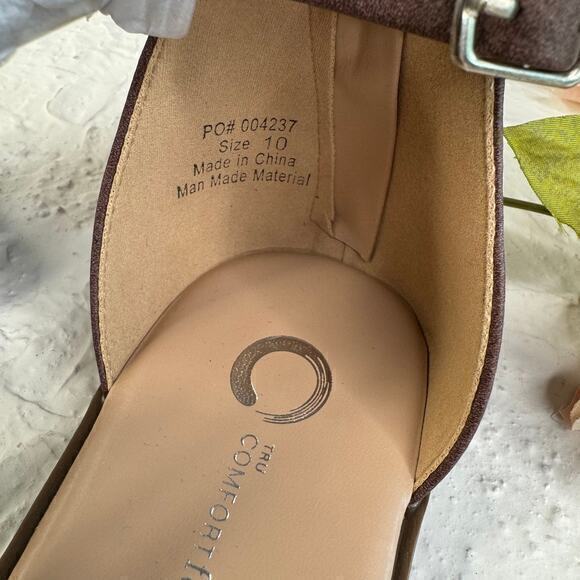 PO# 004237
Size 10
Made in China
Man Made Material
TRU
COMFORT